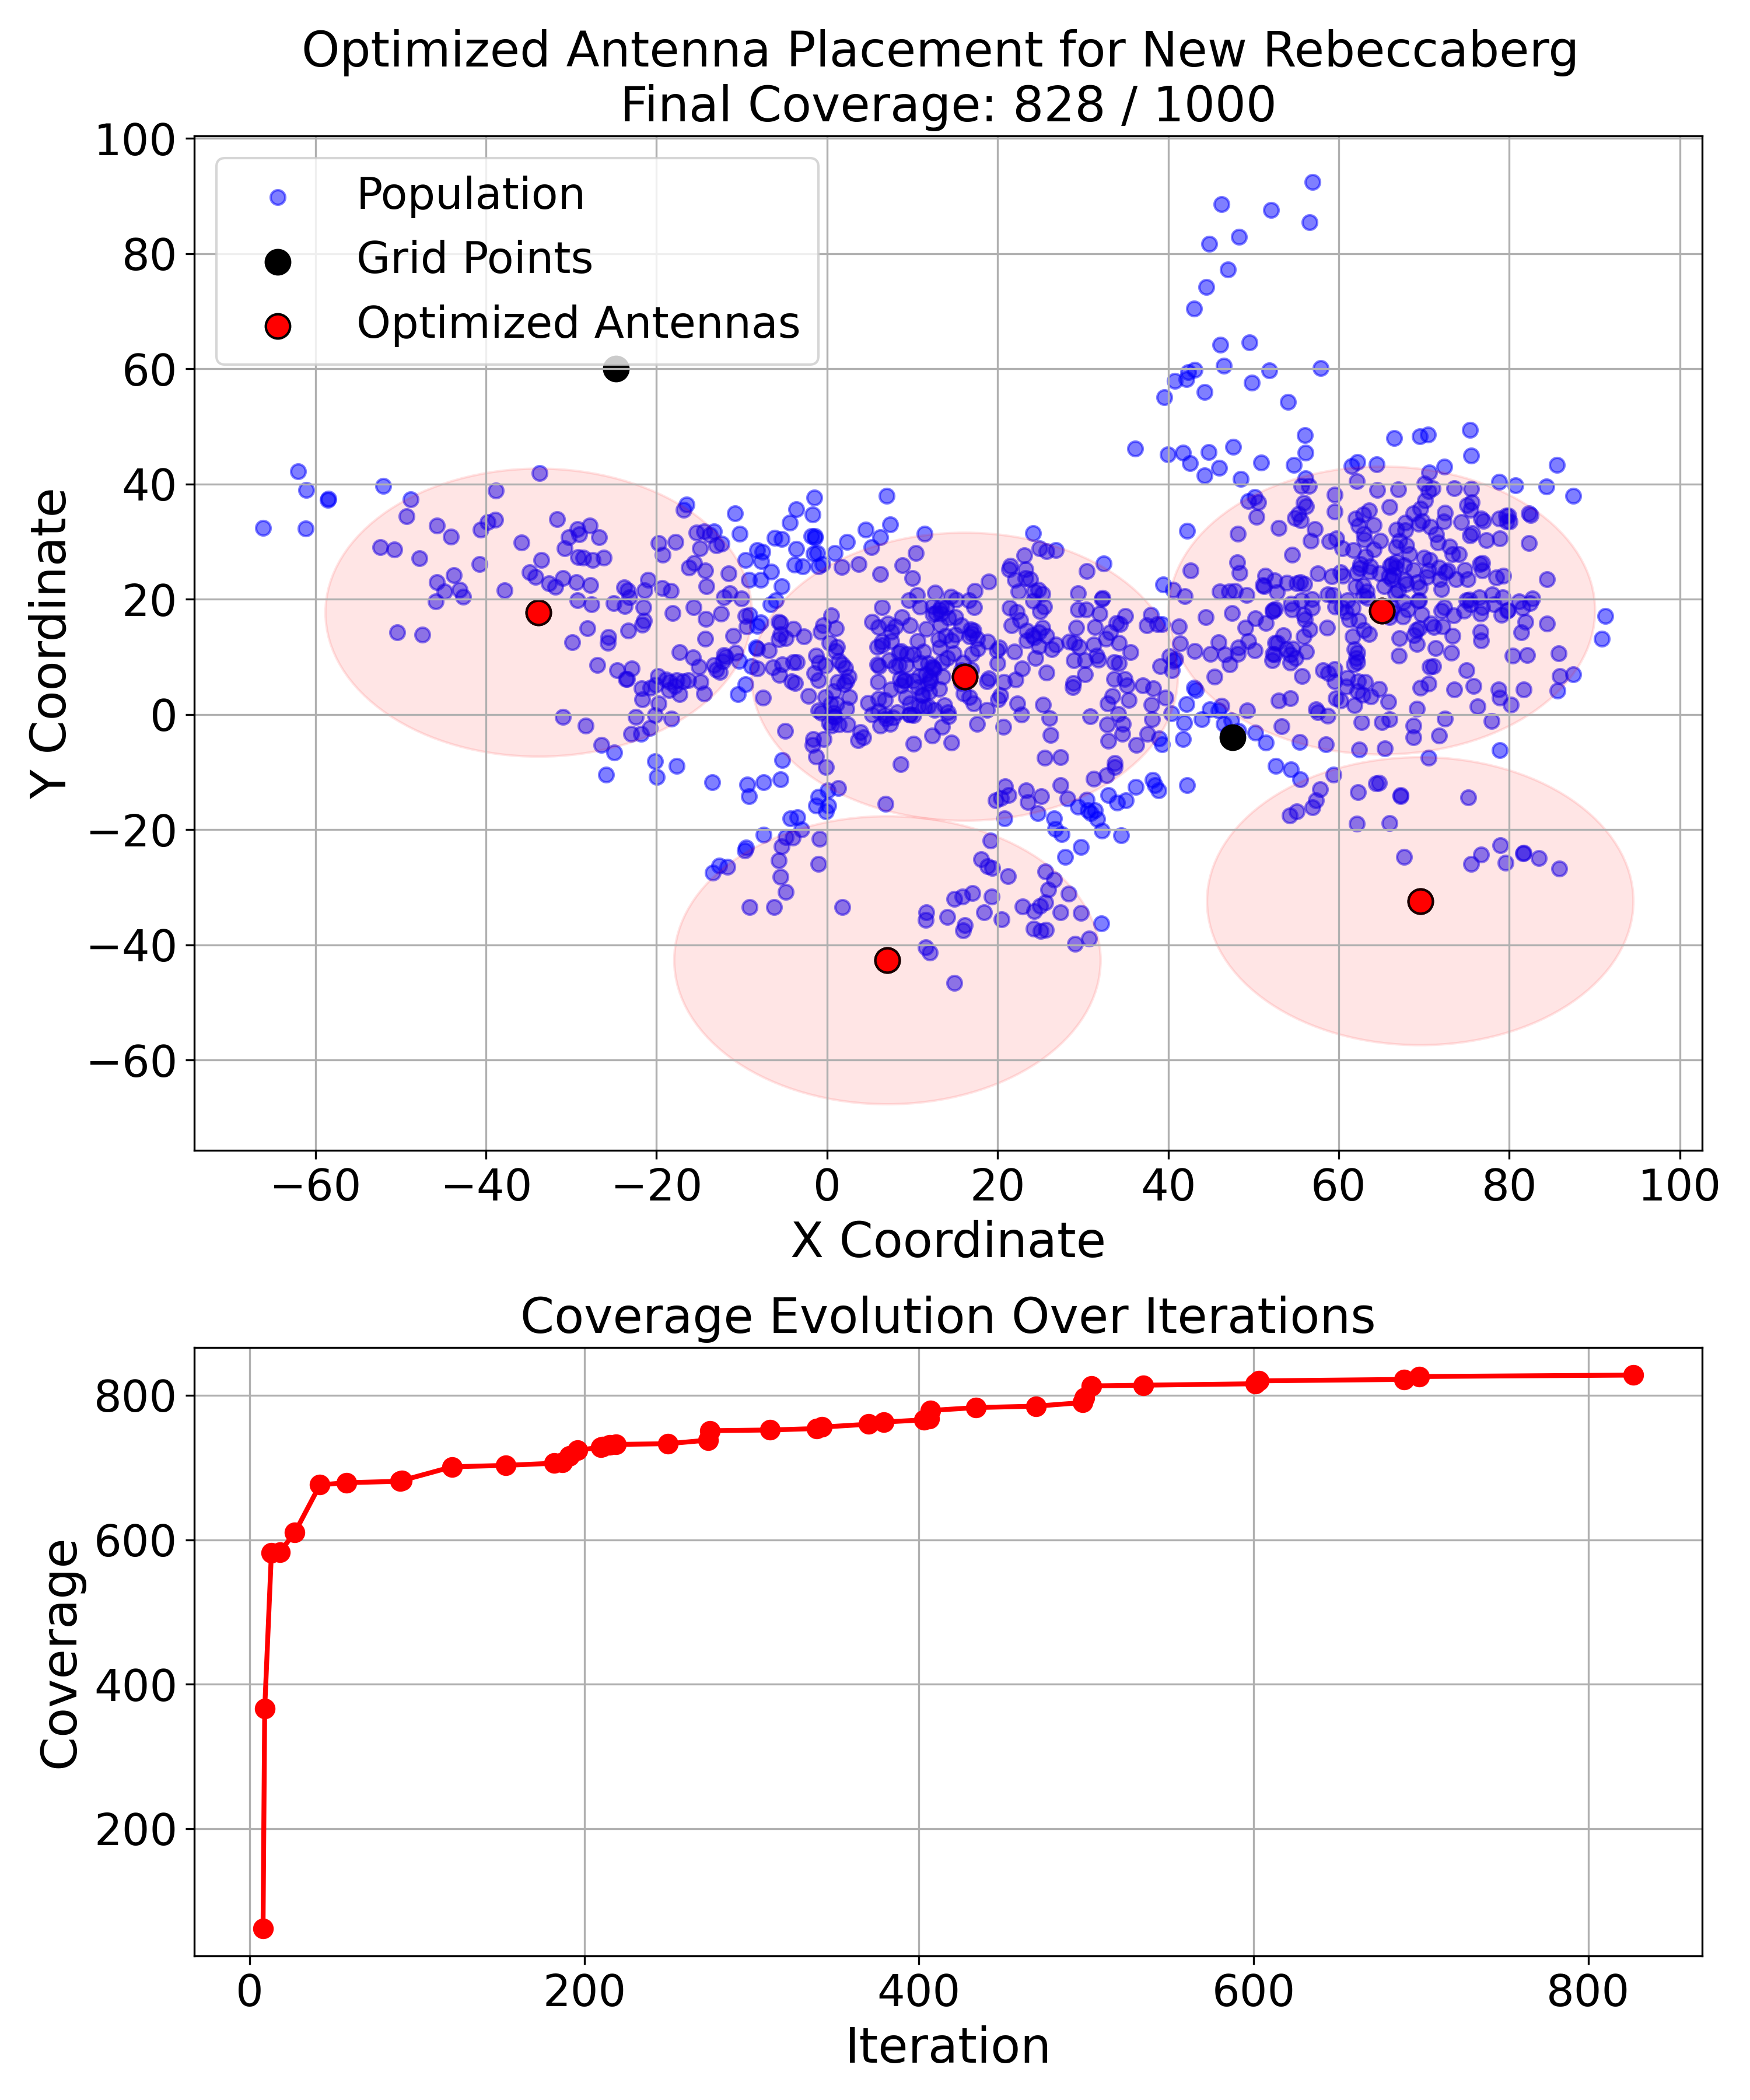 Optimized Antenna Placement for New Rebeccaberg
Final Coverage: 828 / 1000
100
80
60
40
20
0
−20
−40
−60
Y Coordinate
Population
Grid Points
Optimized Antennas
−60 −40 −20 0 20 40 60 80 100
X Coordinate
Coverage Evolution Over Iterations
800
600
400
200
Coverage
0 200 400 600 800
Iteration